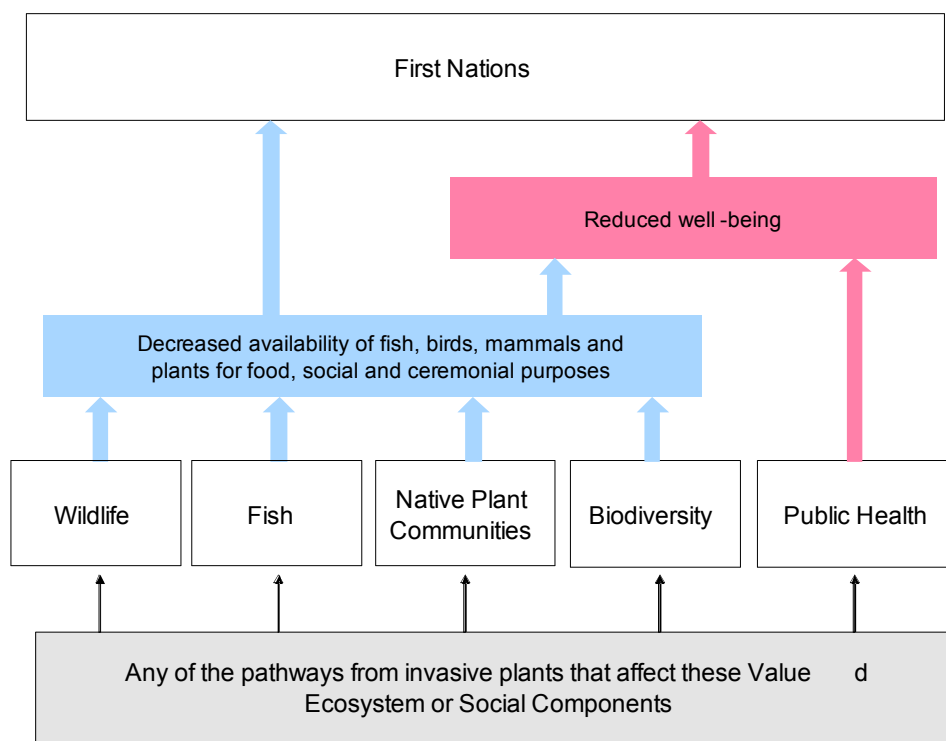 First Nations
Reduced well -being
Decreased availability of fish, birds, mammals and
plants for food, social and ceremonial purposes
Wildlife
Fish
Native Plant
Communities
Biodiversity
Public Health
Any of the pathways from invasive plants that affect these Value d
Ecosystem or Social Components